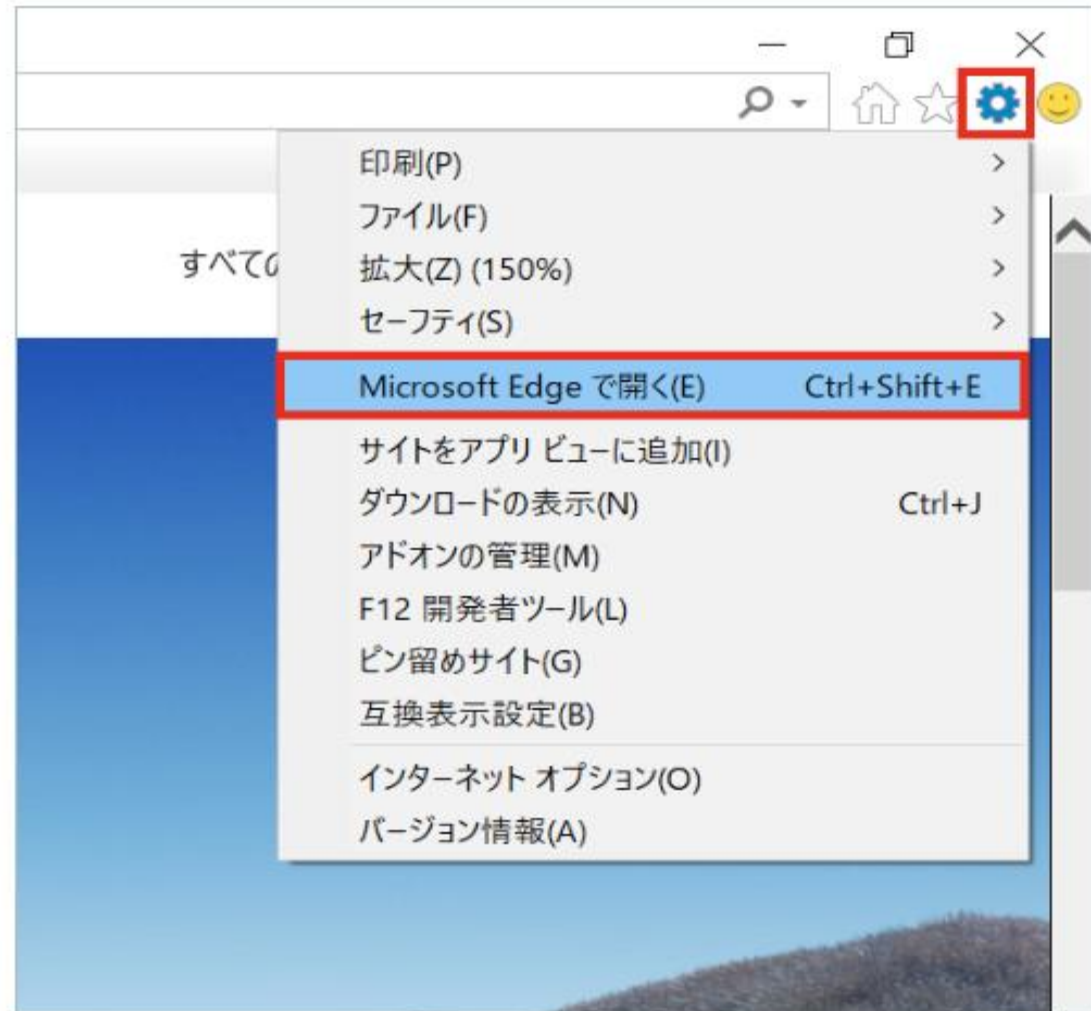 印刷(P)
ファイル(F)
すべての
拡大(Z) (150%)
セーフティ(S)
Microsoft Edge で開く(E) Ctrl+Shift+E
サイトをアプリ ビューに追加(I)
ダウンロードの表示(N) Ctrl+J
アドオンの管理(M)
F12 開発者ツール(L)
ピン留めサイト(G)
互換表示設定(B)
インターネット オプション(O)
バージョン情報(A)